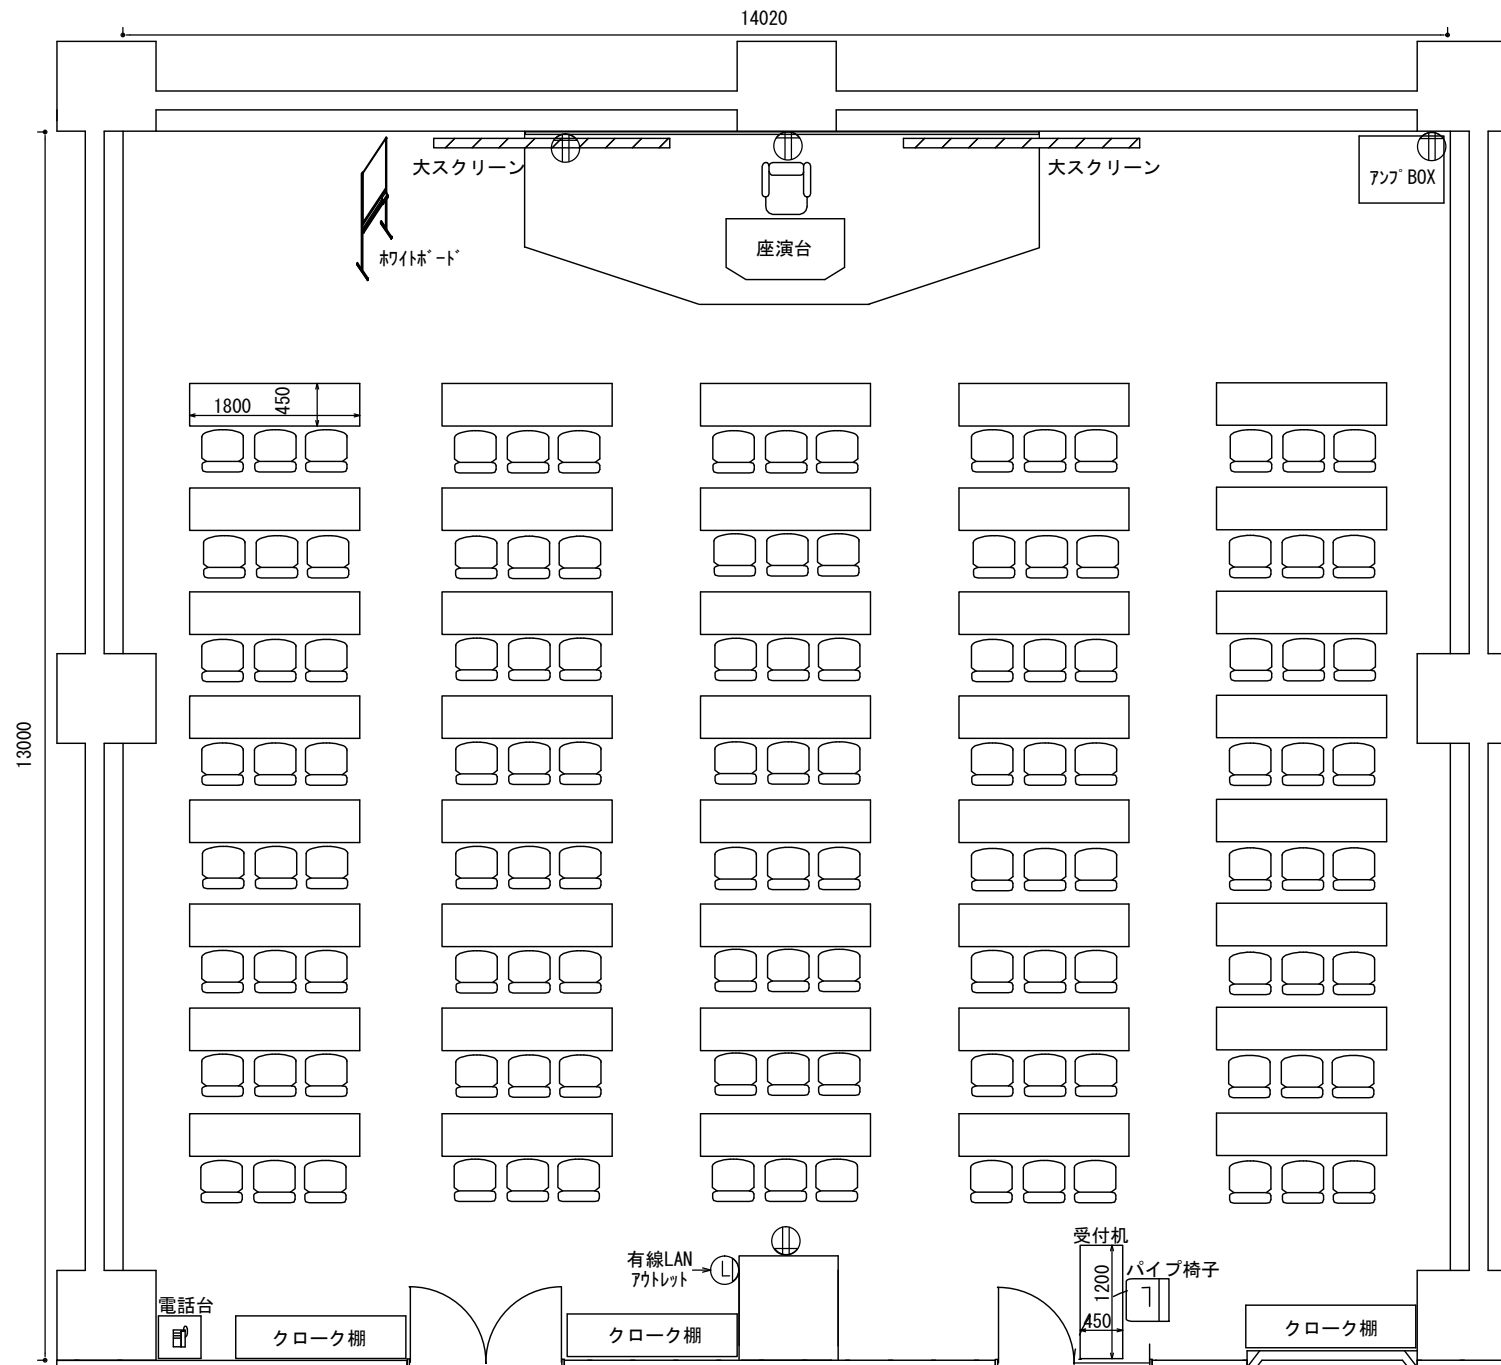 14020
大スクリーン
大スクリーン
アンプBOX
ホワイトボード
座演台
1800
450
13000
受付机
有線LAN
アウトレット
1200
パイプ椅子
電話台
450
クローク棚
クローク棚
クローク棚